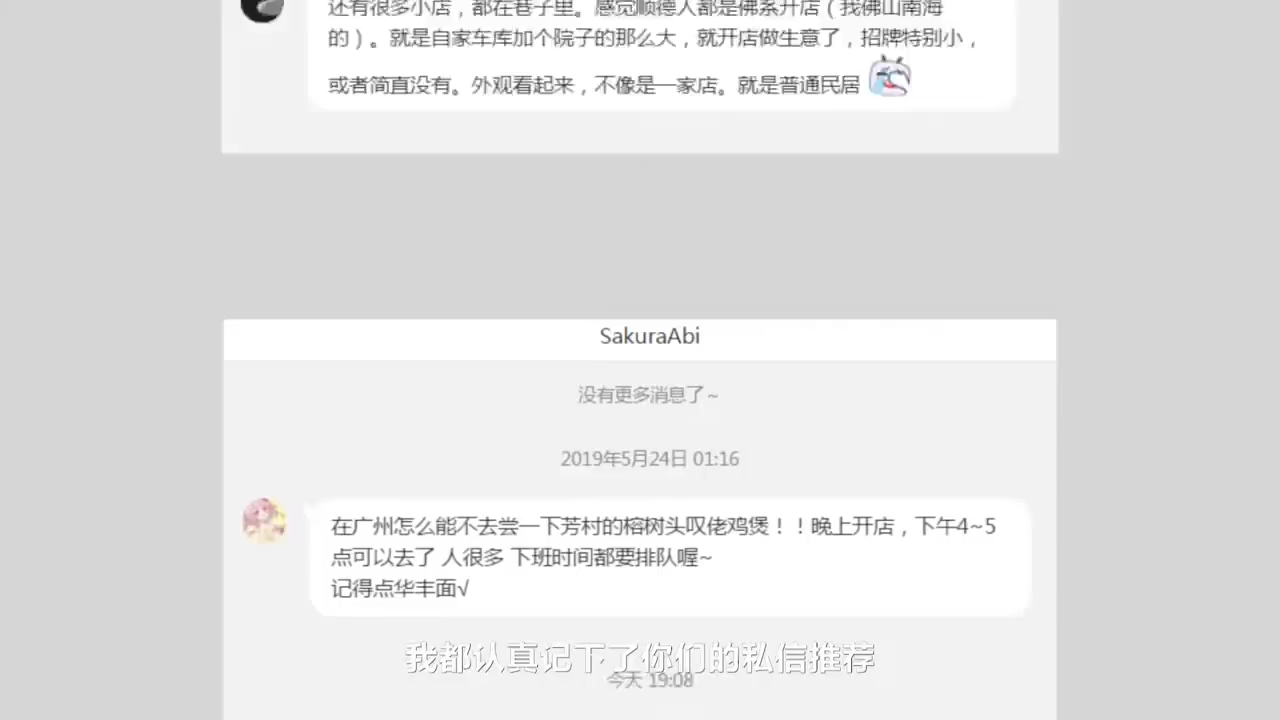 还有很多小店，都在巷子里。感觉顺德人都是佛系开店（我佛山南海
的）。就是自家车库加个院子的那么大，就开店做生意了，招牌特别小，
或者简直没有。外观看起来，不像是一家店。就是普通民居
SakuraAbi
没有更多消息了~
2019年5月24日 01:16
在广州怎么能不去尝一下芳村的榕树头叹佬鸡煲！！晚上开店，下午4~5
点可以去了 人很多 下班时间都要排队喔~
记得点华丰面√
我都认真记下了你们的私信推荐
今天 19:08